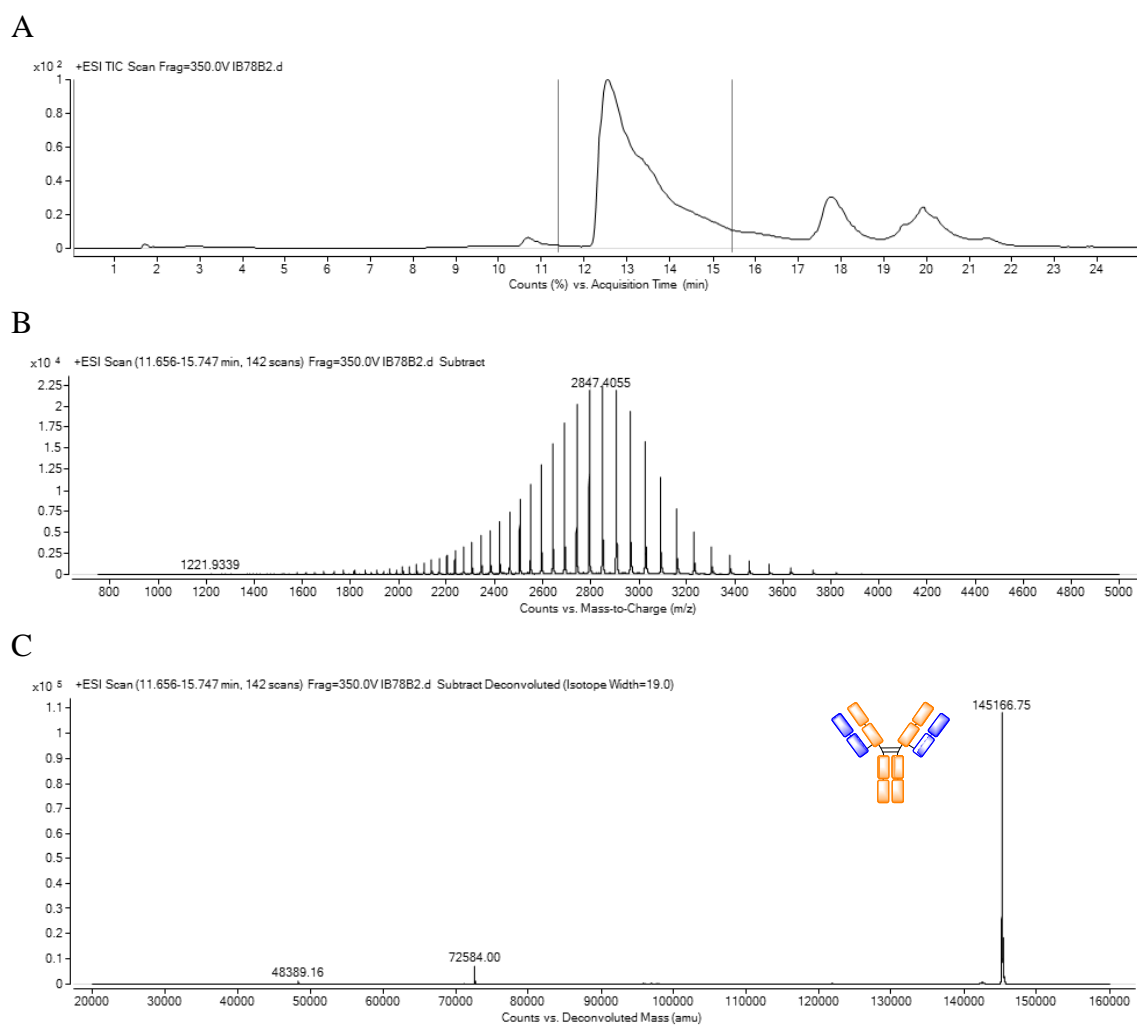 A
+ESI TIC Scan Frag=350.0V IB78B2.d
x10 2
1
0.8
0.6
0.4
0.2
0
1 2 3 4 5 6 7 8 9 10 11 12 13 14 15 16 17 18 19 20 21 22 23 24
Counts (%) vs. Acquisition Time (min)
B
+ESI Scan (11.656-15.747 min, 142 scans) Frag=350.0V IB78B2.d Subtract
x10 4
2847.4055
2.25
2
1.75
1.5
1.25
1
0.75
0.5
0.25
1221.9339
0
800 1000 1200 1400 1600 1800 2000 2200 2400 2600 2800 3000 3200 3400 3600 3800 4000 4200 4400 4600 4800 5000
Counts vs. Mass-to-Charge (m/z)
C
+ESI Scan (11.656-15.747 min, 142 scans) Frag=350.0V IB78B2.d Subtract Deconvoluted (Isotope Width=19.0)
x10 5
145166.75
1.1
1
0.9
0.8
0.7
0.6
0.5
0.4
0.3
0.2
0.1
72584.00
48389.16
0
20000 30000 40000 50000 60000 70000 80000 90000 100000 110000 120000 130000 140000 150000 160000
Counts vs. Deconvoluted Mass (amu)